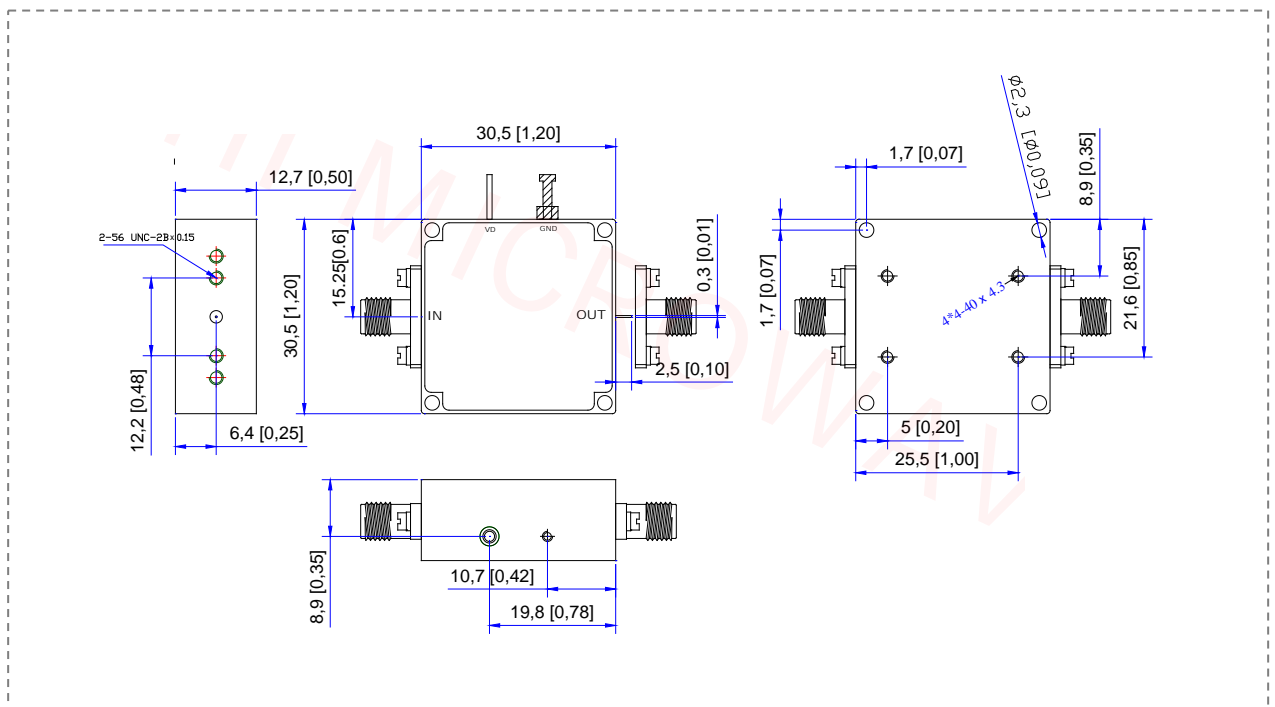 30,5 [1,20]
12,7 [0,50]
2-56 UNC-2B×0.15
12,2 [0,48]
6,4 [0,25]
30,5 [1,20]
15.25[0.6]
VD
GND
IN
OUT
0,3 [0,01]
2,5 [0,10]
1,7 [0,07]
1,7 [0,07]
Ø2,3 [Ø0,09]
8,9 [0,35]
21,6 [0,85]
4*4-40 x 4.3
5 [0,20]
25,5 [1,00]
8,9 [0,35]
10,7 [0,42]
19,8 [0,78]
MICROWAV